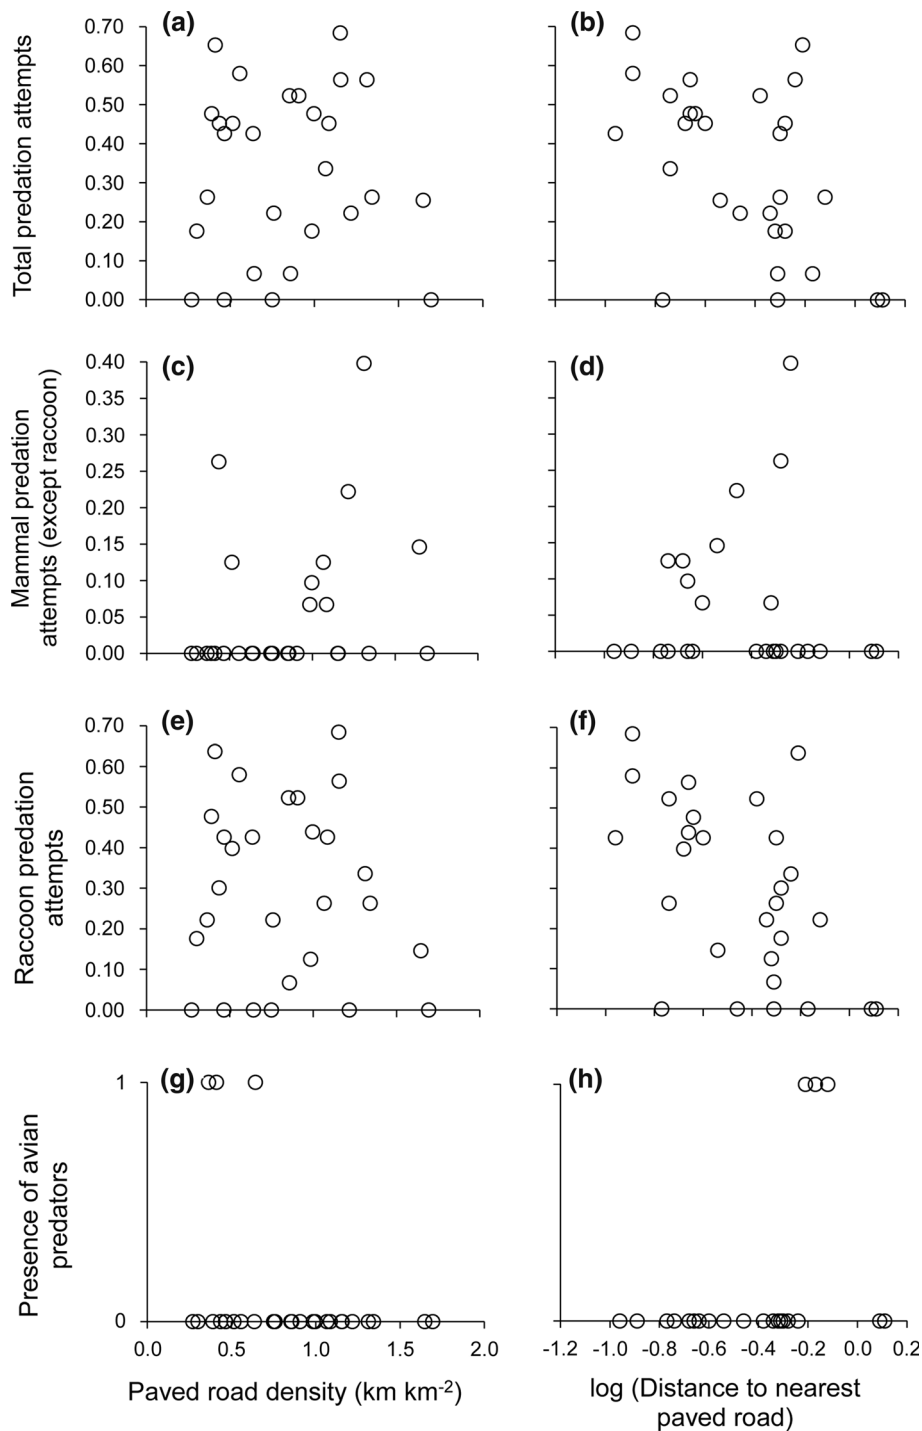 (a)
(b)
Total predation attempts
0.70
0.60
0.50
0.40
0.30
0.20
0.10
0.00
(c)
(d)
Mammal predation
attempts (except raccoon)
0.40
0.35
0.30
0.25
0.20
0.15
0.10
0.05
0.00
(e)
(f)
Raccoon predation
attempts
0.70
0.60
0.50
0.40
0.30
0.20
0.10
0.00
(g)
(h)
Presence of avian
predators
1
0
0.0 0.5 1.0 1.5 2.0
-1.2 -1.0 -0.8 -0.6 -0.4 -0.2 0.0 0.2
Paved road density (km km⁻²)
log (Distance to nearest
paved road)